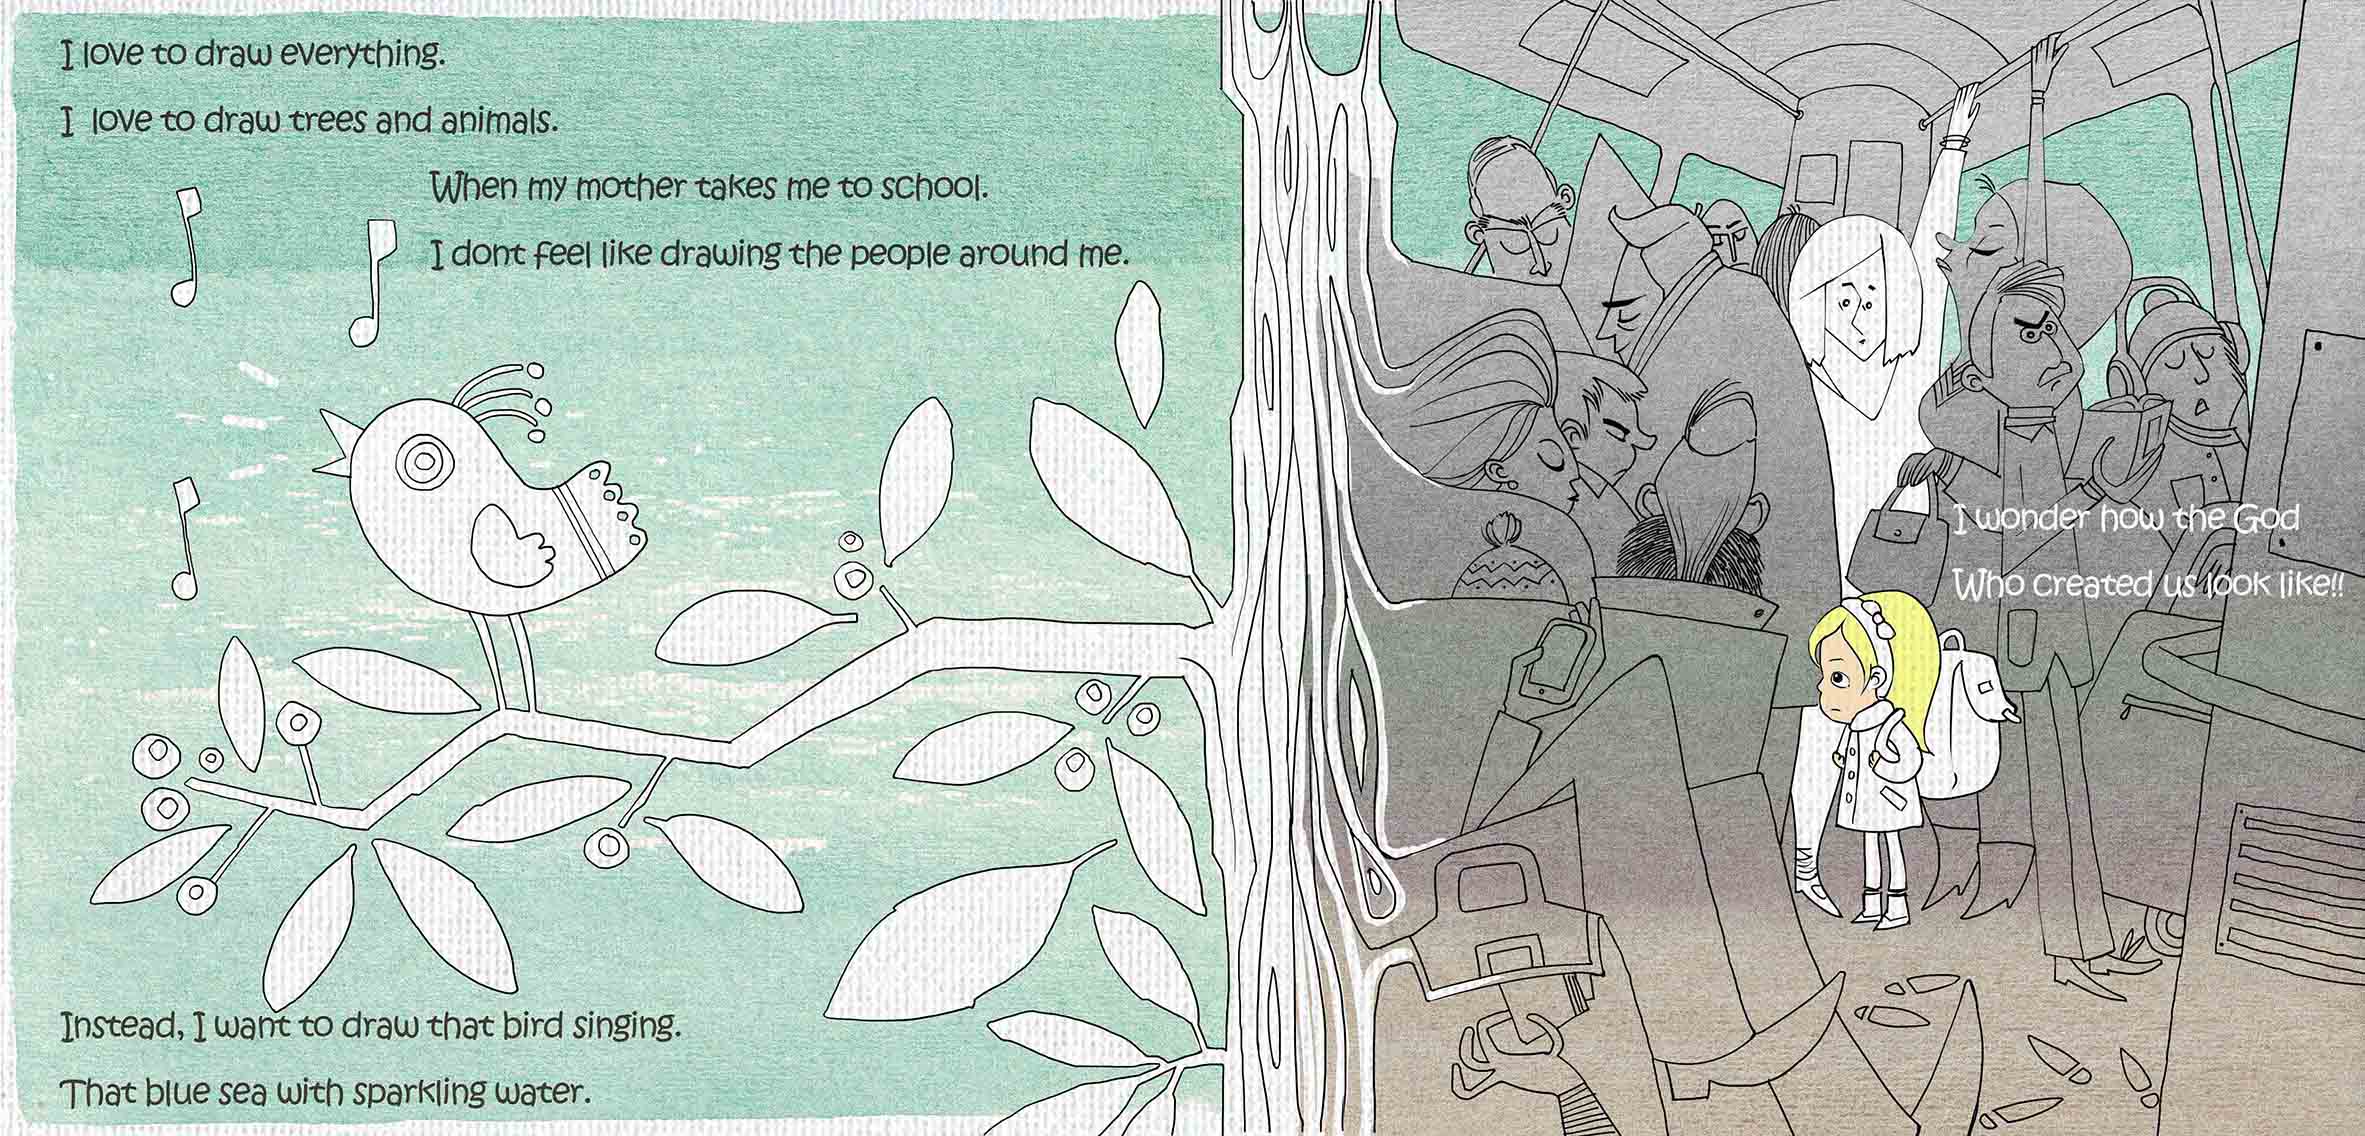 I love to draw everything.
I love to draw trees and animals.
When my mother takes me to school.
I dont feel like drawing the people around me.
Instead, I want to draw that bird singing.
That blue sea with sparkling water.
I wonder how the God
Who created us look like!!